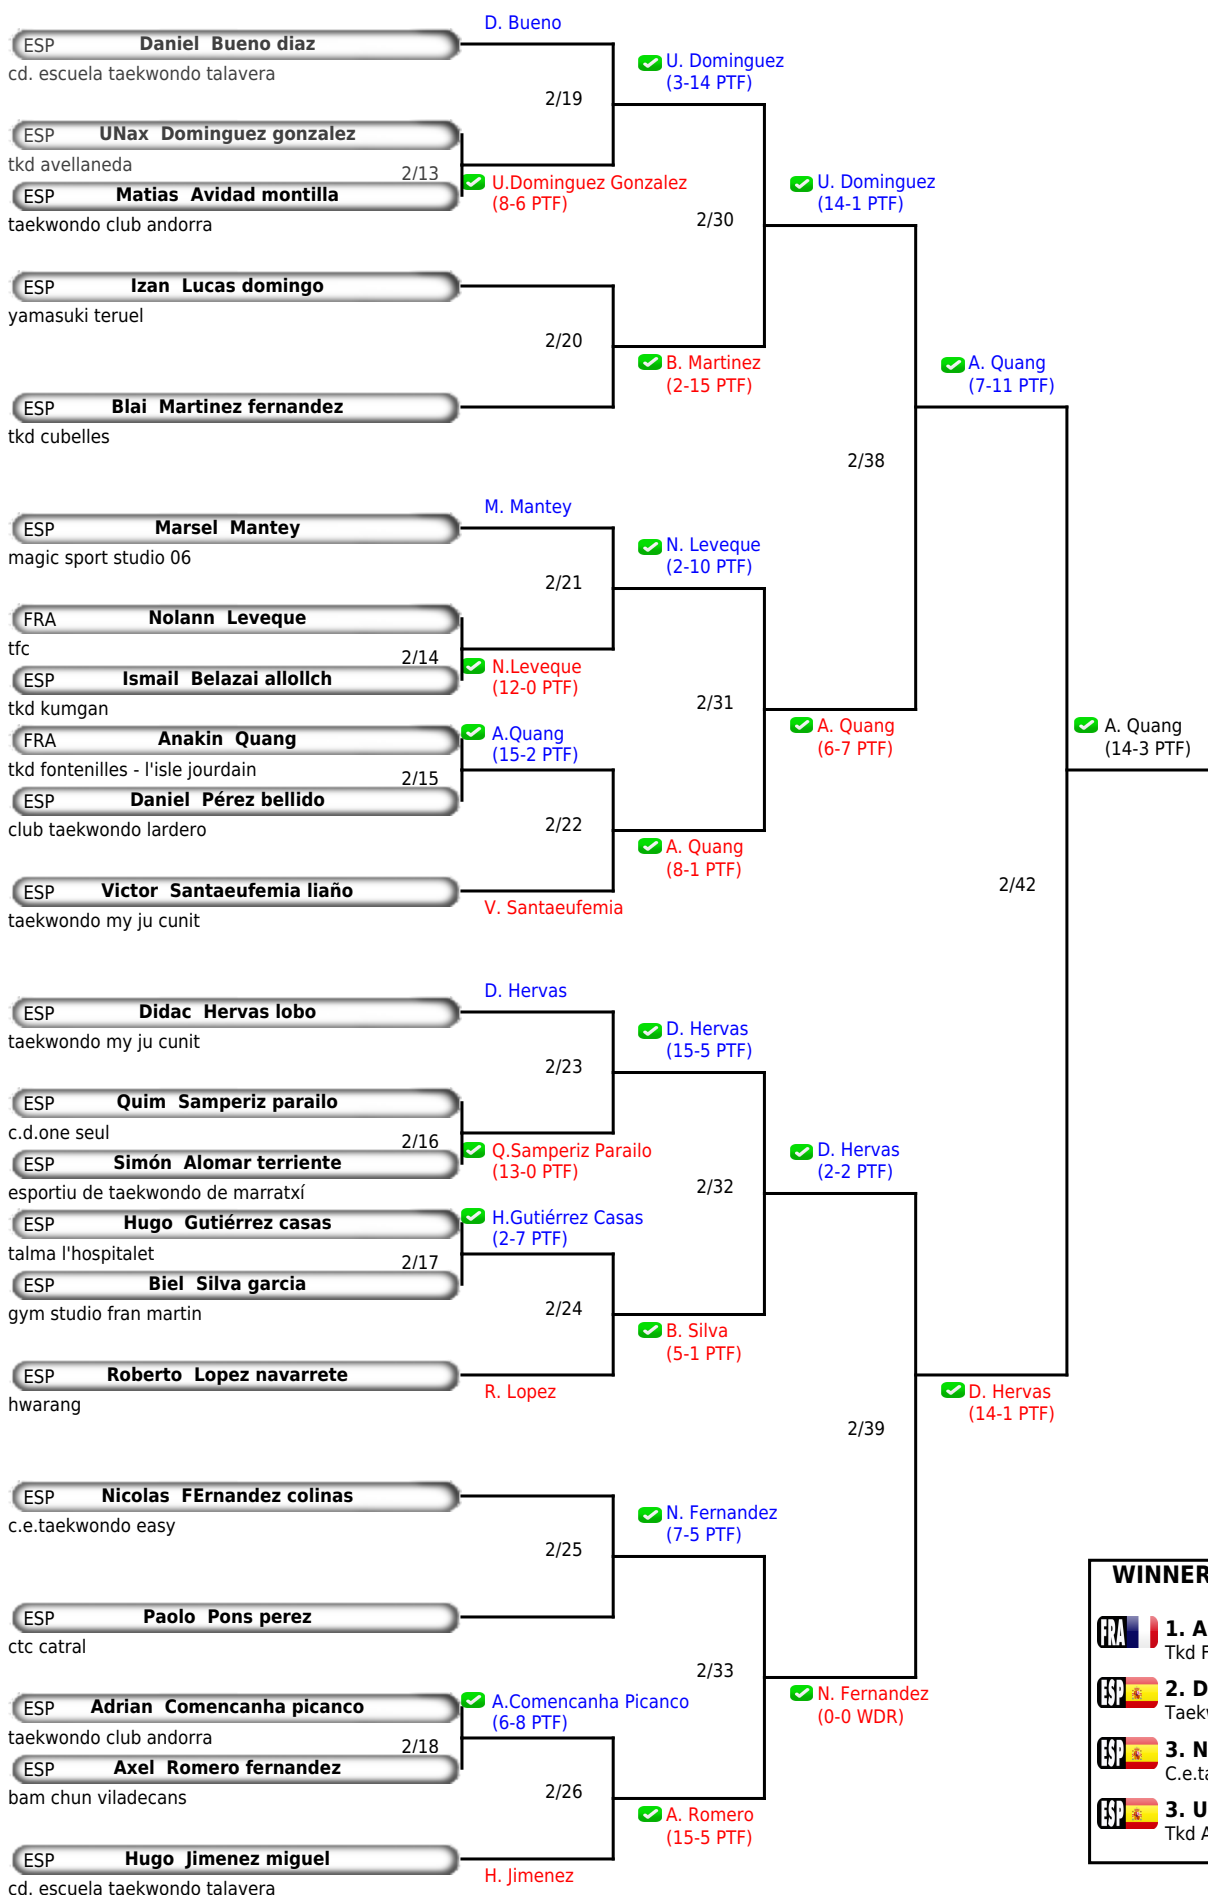 D. Bueno
ESP Daniel Bueno diaz
cd. escuela taekwondo talavera
U. Dominguez
(3-14 PTF)
2/19
ESP UNax Dominguez gonzalez
tkd avellaneda
2/13
ESP Matias Avidad montilla
taekwondo club andorra
U.Dominguez Gonzalez
(8-6 PTF)
U. Dominguez
(14-1 PTF)
2/30
ESP Izan Lucas domingo
yamasuki teruel
2/20
B. Martinez
(2-15 PTF)
ESP Blai Martinez fernandez
tkd cubelles
A. Quang
(7-11 PTF)
2/38
M. Mantey
ESP Marsel Mantey
magic sport studio 06
N. Leveque
(2-10 PTF)
2/21
FRA Nolann Leveque
tfc
2/14
ESP Ismail Belazai allollch
tkd kumgan
N.Leveque
(12-0 PTF)
2/31
FRA Anakin Quang
tkd fontenilles - l'isle jourdain
A.Quang
(15-2 PTF)
2/15
ESP Daniel Pérez bellido
club taekwondo lardero
A. Quang
(6-7 PTF)
A. Quang
(14-3 PTF)
2/22
A. Quang
(8-1 PTF)
ESP Victor Santaeufemia liaño
taekwondo my ju cunit
V. Santaeufemia
2/42
D. Hervas
ESP Didac Hervas lobo
taekwondo my ju cunit
D. Hervas
(15-5 PTF)
2/23
ESP Quim Samperiz parailo
c.d.one seul
2/16
ESP Simón Alomar terriente
esportiu de taekwondo de marratxí
Q.Samperiz Parailo
(13-0 PTF)
D. Hervas
(2-2 PTF)
2/32
ESP Hugo Gutiérrez casas
talma l'hospitalet
H.Gutiérrez Casas
(2-7 PTF)
2/17
ESP Biel Silva garcia
gym studio fran martin
2/24
B. Silva
(5-1 PTF)
ESP Roberto Lopez navarrete
hwarang
R. Lopez
D. Hervas
(14-1 PTF)
2/39
ESP Nicolas FErnandez colinas
c.e.taekwondo easy
N. Fernandez
(7-5 PTF)
2/25
ESP Paolo Pons perez
ctc catral
2/33
ESP Adrian Comencanha picanco
taekwondo club andorra
A.Comencanha Picanco
(6-8 PTF)
2/18
ESP Axel Romero fernandez
bam chun viladecans
N. Fernandez
(0-0 WDR)
2/26
A. Romero
(15-5 PTF)
ESP Hugo Jimenez miguel
cd. escuela taekwondo talavera
H. Jimenez
WINNER
FRA 1. A
Tkd F
ESP 2. D
Taekw
ESP 3. N
C.e.ta
ESP 3. U
Tkd A